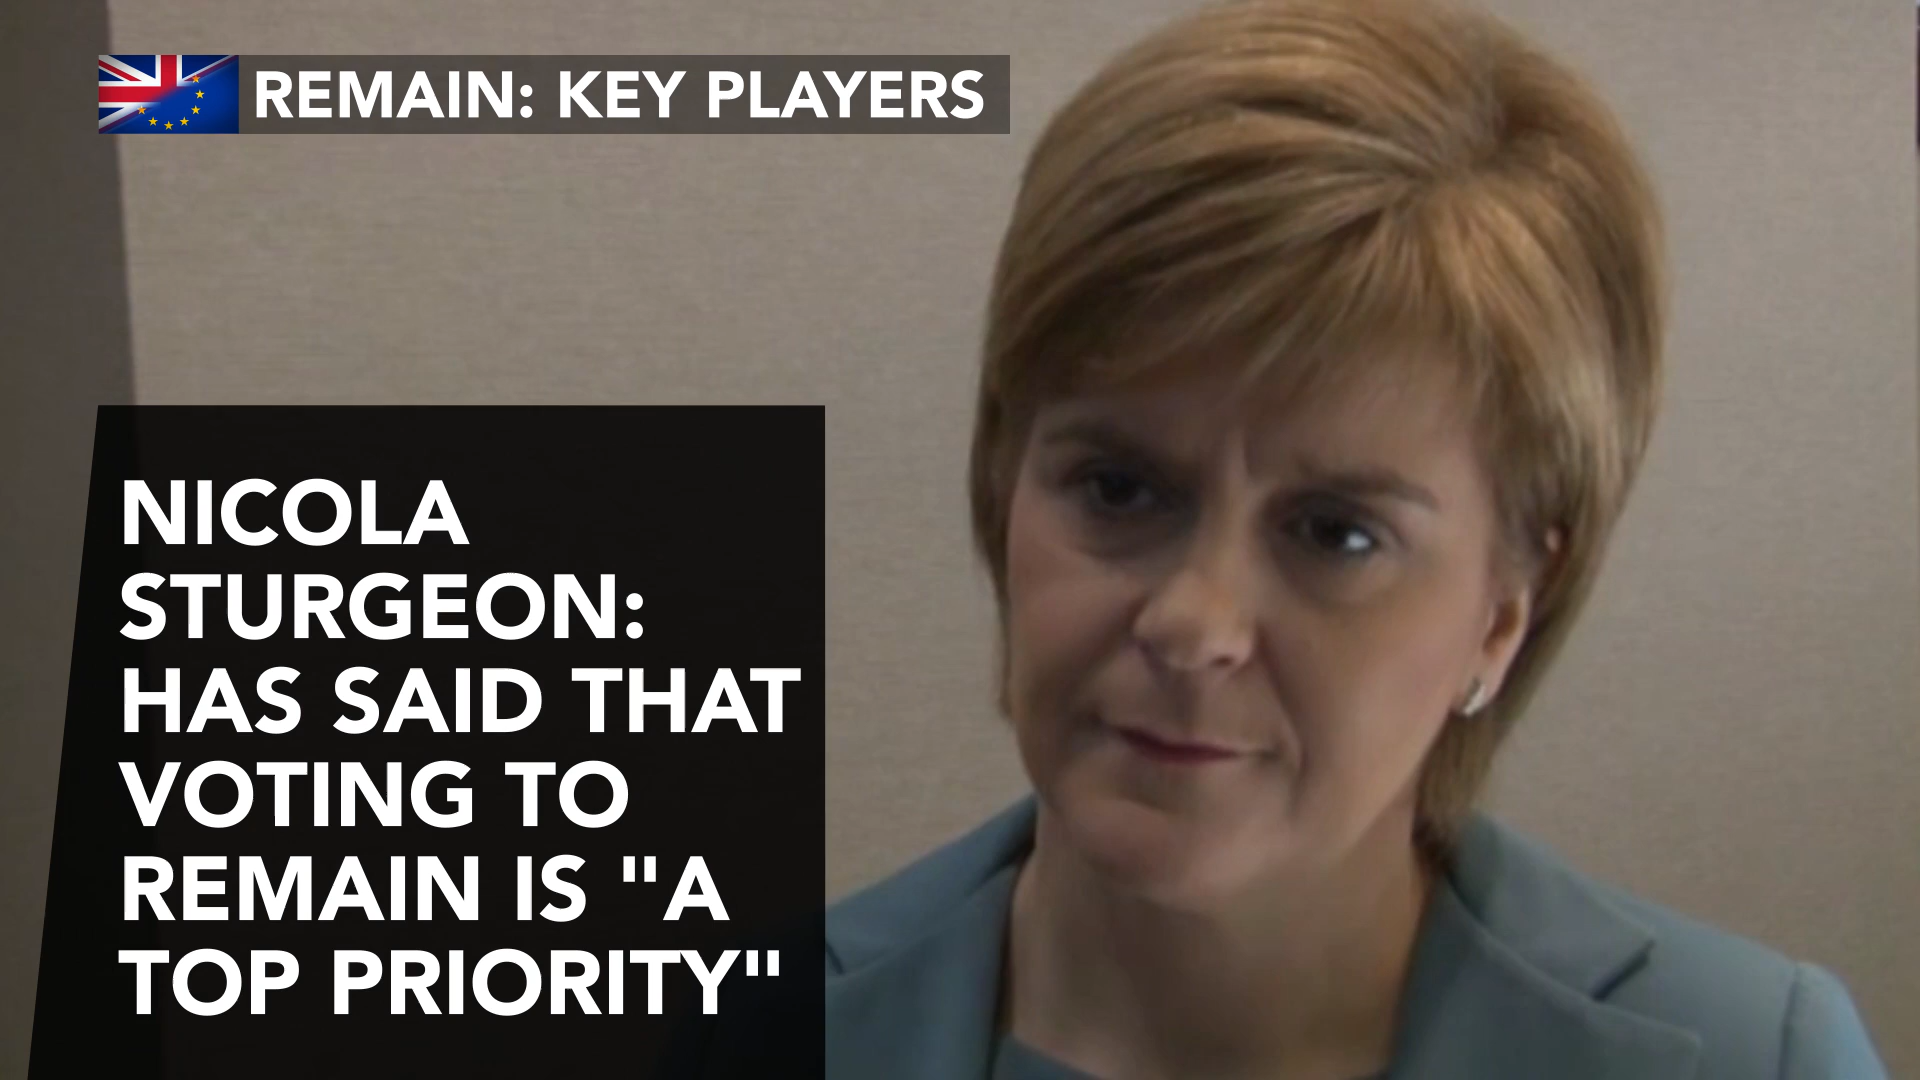 REMAIN: KEY PLAYERS
NICOLA
STURGEON:
HAS SAID THAT
VOTING TO
REMAIN IS "A
TOP PRIORITY"